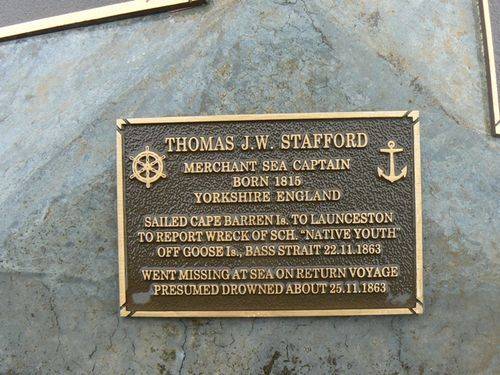 THOMAS J.W. STAFFORD
MERCHANT SEA CAPTAIN
BORN 1815
YORKSHIRE ENGLAND
SAILED CAPE BARREN Is. TO LAUNCESTON
TO REPORT WRECK OF SCH. "NATIVE YOUTH"
OFF GOOSE Is., BASS STRAIT 22.11.1863
WENT MISSING AT SEA ON RETURN VOYAGE
PRESUMED DROWNED ABOUT 25.11.1863